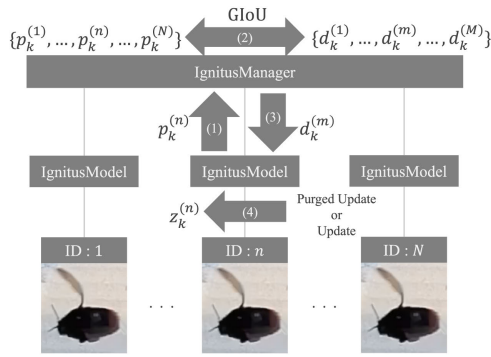 GIoU
{p_k^(1), ..., p_k^(n), ..., p_k^(N)} (2) {d_k^(1), ..., d_k^(m), ..., d_k^(M)}
IgnitusManager
p_k^(n) (1) (3) d_k^(m)
IgnitusModel IgnitusModel IgnitusModel
z_k^(n) (4) Purged Update
or
Update
ID : 1 ID : n ID : N
. . . . . .